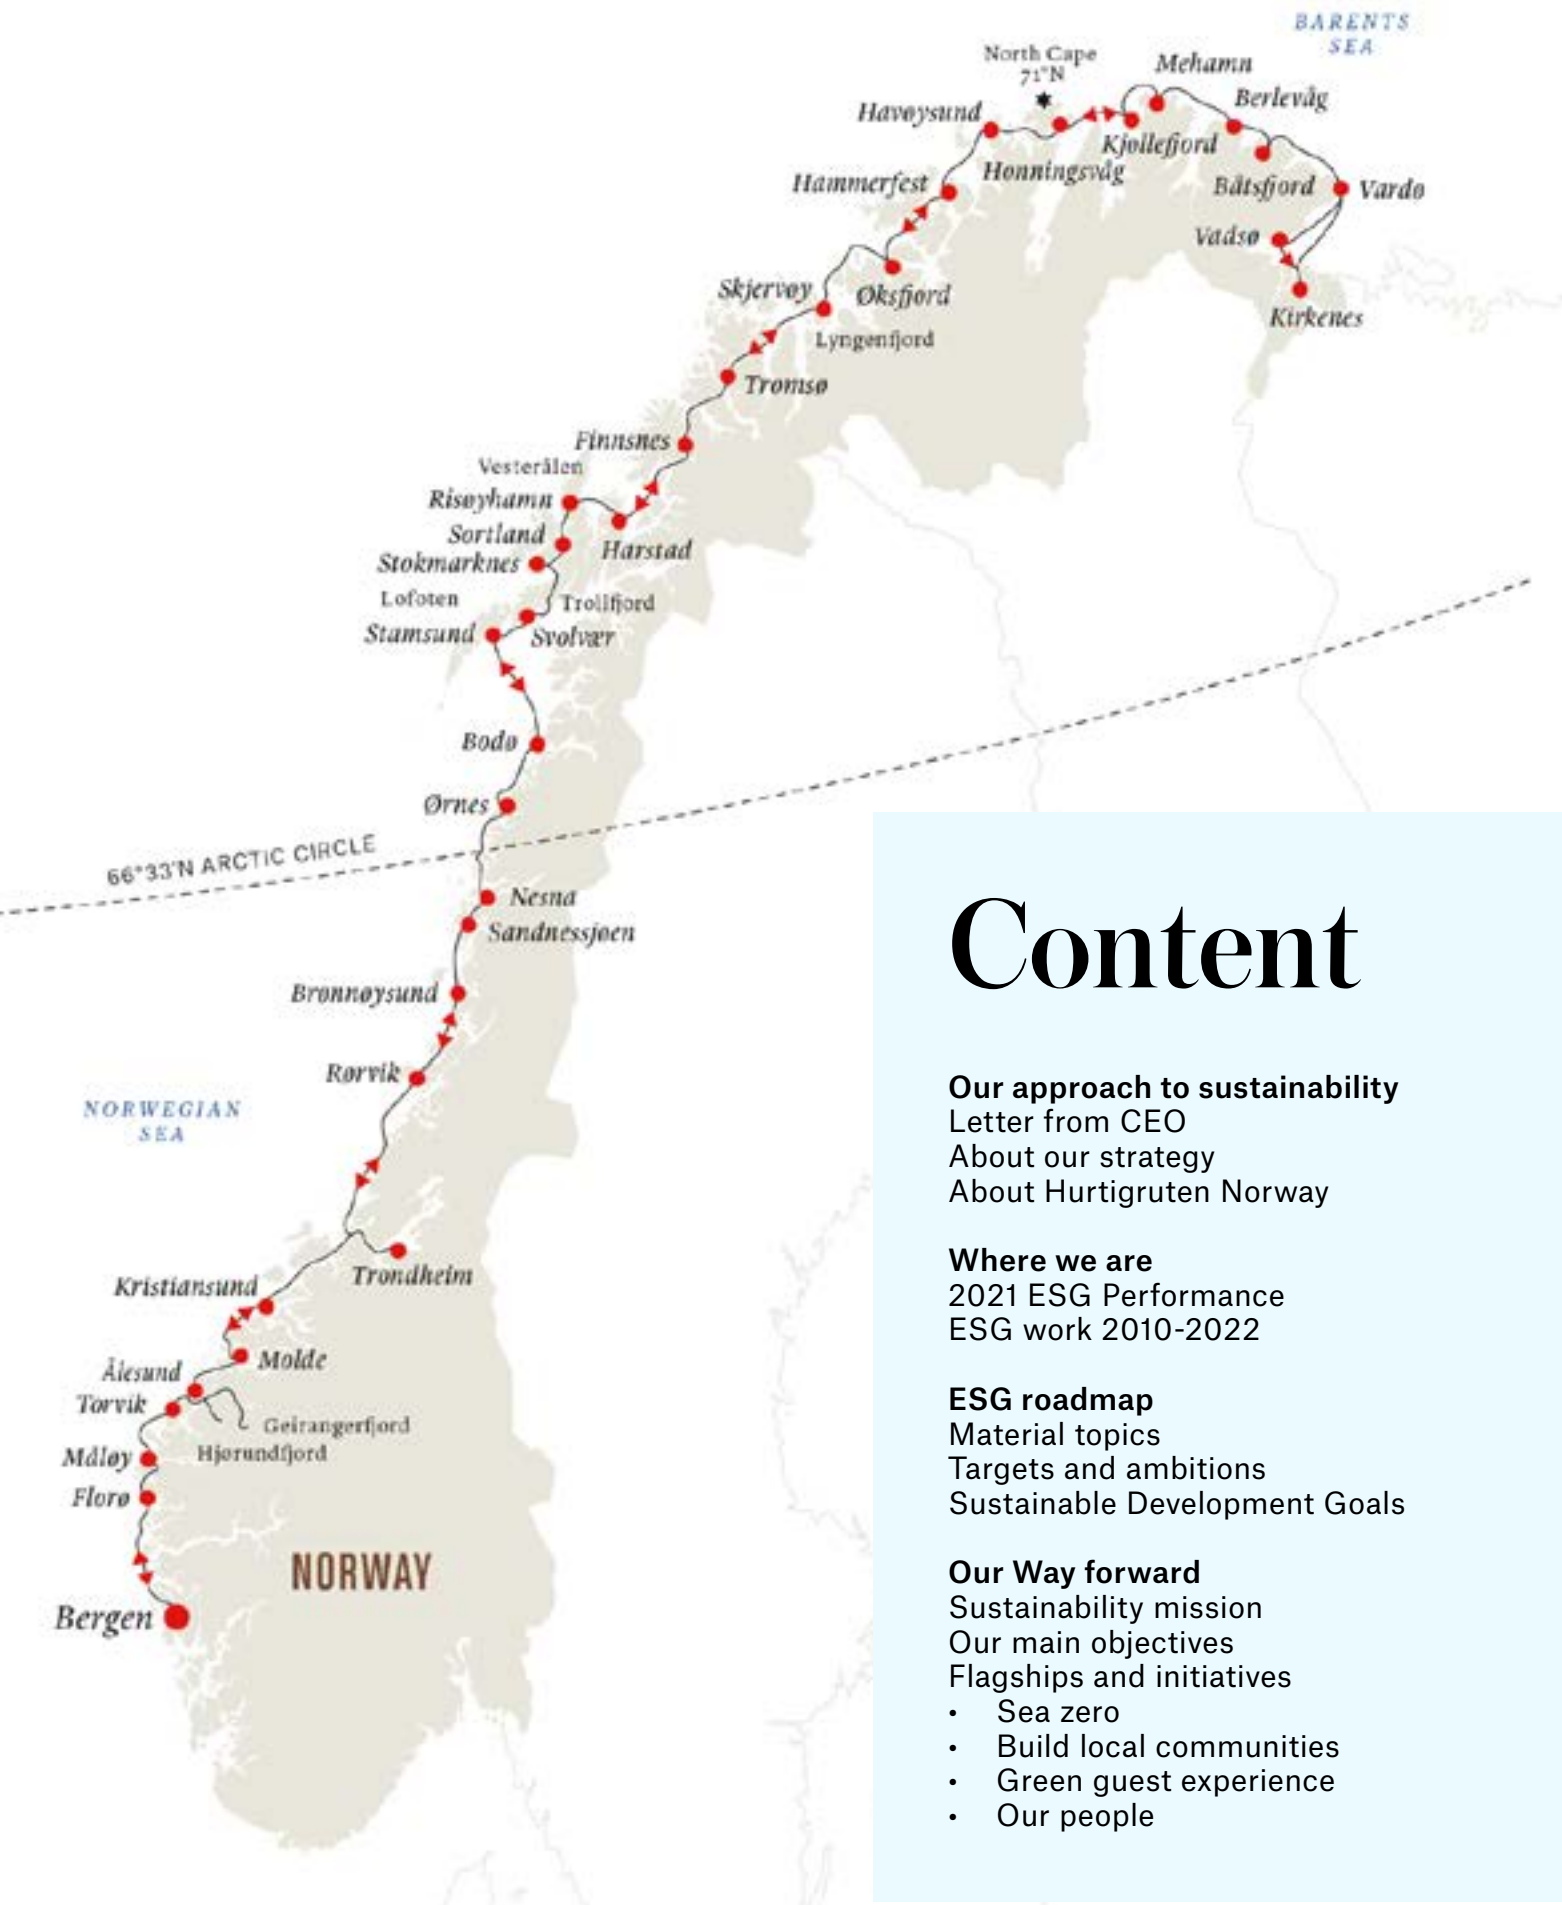 BARENTS
SEA
North Cape
71°N
Mehamn
Berlevåg
Havøysund
Kjøllefjord
Honningsvåg
Hammerfest
Båtsfjord
Vardø
Vadsø
Skjervøy
Øksfjord
Kirkenes
Lyngenfjord
Tromsø
Finnsnes
Vesterålen
Risøyhamn
Sortland
Harstad
Stokmarknes
Lofoten
Trollfjord
Stamsund
Svolvær
Bodø
Ørnes
66°33'N ARCTIC CIRCLE
Nesna
Sandnessjøen
Brønnøysund
Rørvik
NORWEGIAN
SEA
Trondheim
Kristiansund
Molde
Ålesund
Torvik
Geirangerfjord
Hjørundfjord
Måløy
Florø
NORWAY
Bergen
Content
Our approach to sustainability
Letter from CEO
About our strategy
About Hurtigruten Norway
Where we are
2021 ESG Performance
ESG work 2010-2022
ESG roadmap
Material topics
Targets and ambitions
Sustainable Development Goals
Our Way forward
Sustainability mission
Our main objectives
Flagships and initiatives
• Sea zero
• Build local communities
• Green guest experience
• Our people